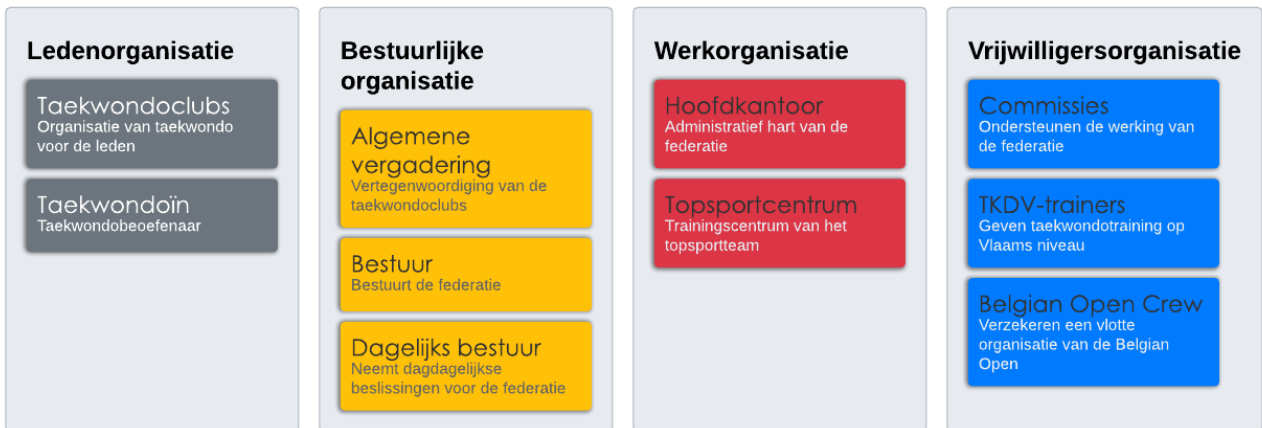 Ledenorganisatie
Taekwondoclubs
Organisatie van taekwondo
voor de leden
Taekwondoïn
Taekwondobeoefenaar
Bestuurlijke
organisatie
Algemene
vergadering
Vertegenwoordiging van de
taekwondoclubs
Bestuur
Bestuurt de federatie
Dagelijks bestuur
Neemt dagdagelijkse
beslissingen voor de federatie
Werkorganisatie
Hoofdkantoor
Administratief hart van de
federatie
Topsportcentrum
Trainingscentrum van het
topsportteam
Vrijwilligersorganisatie
Commissies
Ondersteunen de werking van
de federatie
TKDV-trainers
Geven taekwondotraining op
Vlaams niveau
Belgian Open Crew
Verzekeren een vlotte
organisatie van de Belgian
Open